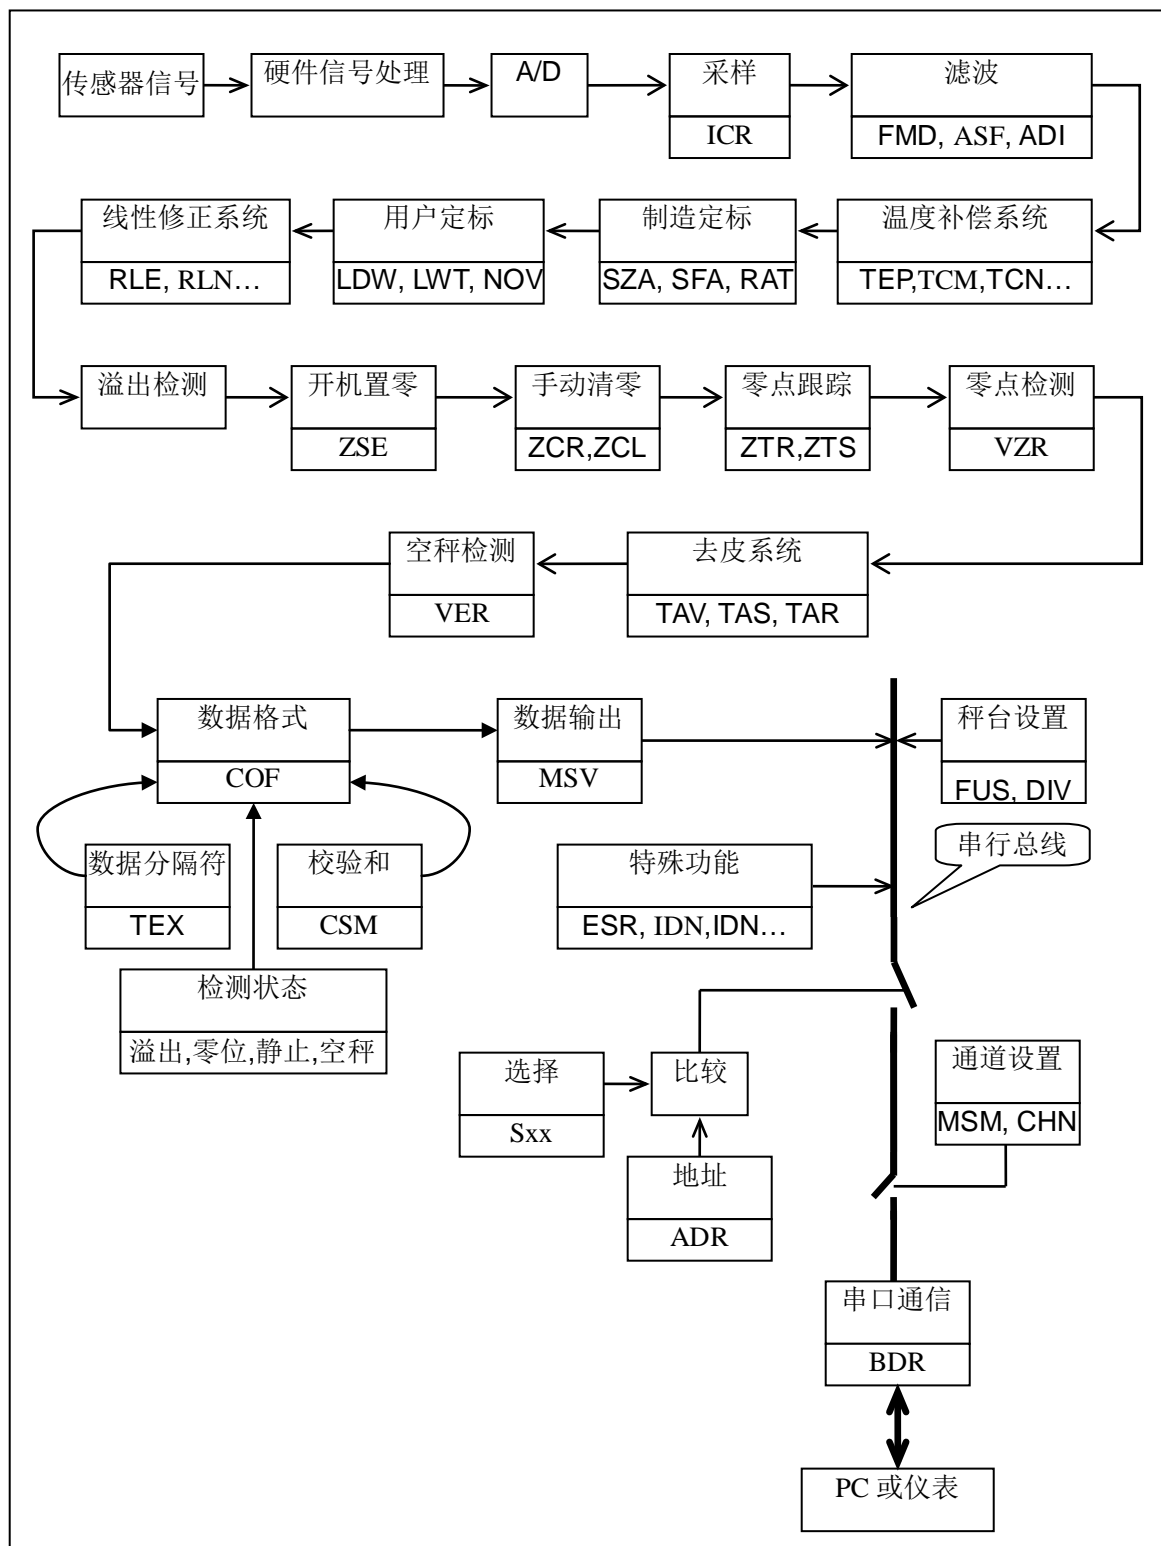 传感器信号
硬件信号处理
A/D
采样
ICR
滤波
FMD, ASF, ADI
线性修正系统
RLE, RLN…
用户定标
LDW, LWT, NOV
制造定标
SZA, SFA, RAT
温度补偿系统
TEP,TCM,TCN…
溢出检测
开机置零
ZSE
手动清零
ZCR,ZCL
零点跟踪
ZTR,ZTS
零点检测
VZR
空秤检测
VER
去皮系统
TAV, TAS, TAR
数据格式
COF
数据输出
MSV
秤台设置
FUS, DIV
串行总线
数据分隔符
TEX
校验和
CSM
特殊功能
ESR, IDN,IDN…
检测状态
溢出,零位,静止,空秤
选择
Sxx
比较
通道设置
MSM, CHN
地址
ADR
串口通信
BDR
PC 或仪表